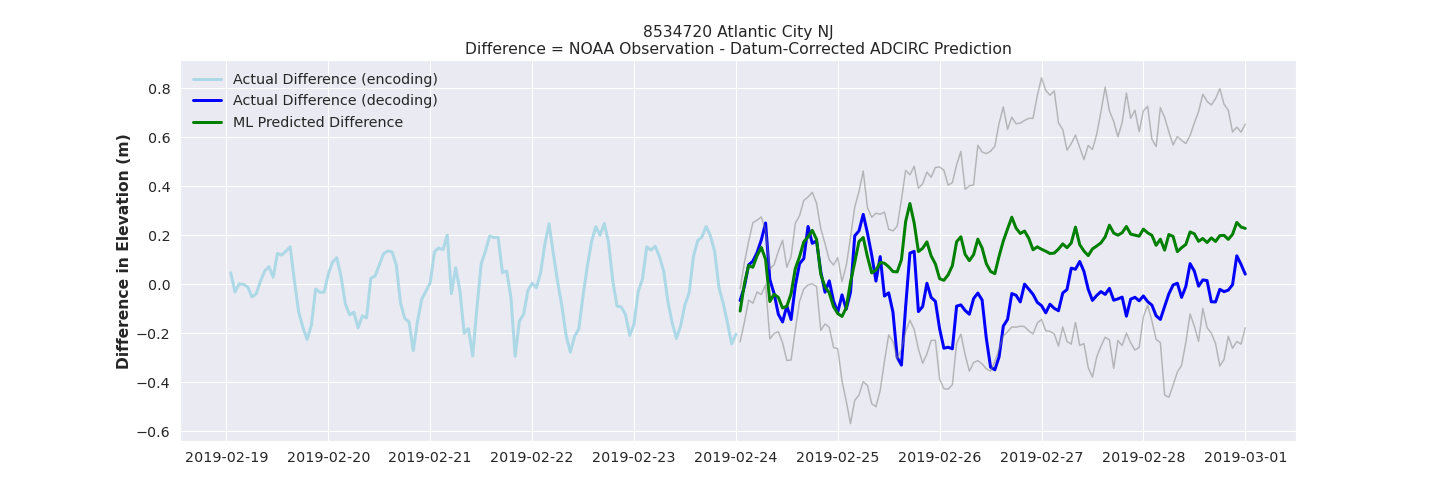 8534720 Atlantic City NJ
Difference = NOAA Observation - Datum-Corrected ADCIRC Prediction
Actual Difference (encoding)
Actual Difference (decoding)
ML Predicted Difference
Difference in Elevation (m)
0.8
0.6
0.4
0.2
0.0
−0.2
−0.4
−0.6
2019-02-19 2019-02-20 2019-02-21 2019-02-22 2019-02-23 2019-02-24 2019-02-25 2019-02-26 2019-02-27 2019-02-28 2019-03-01